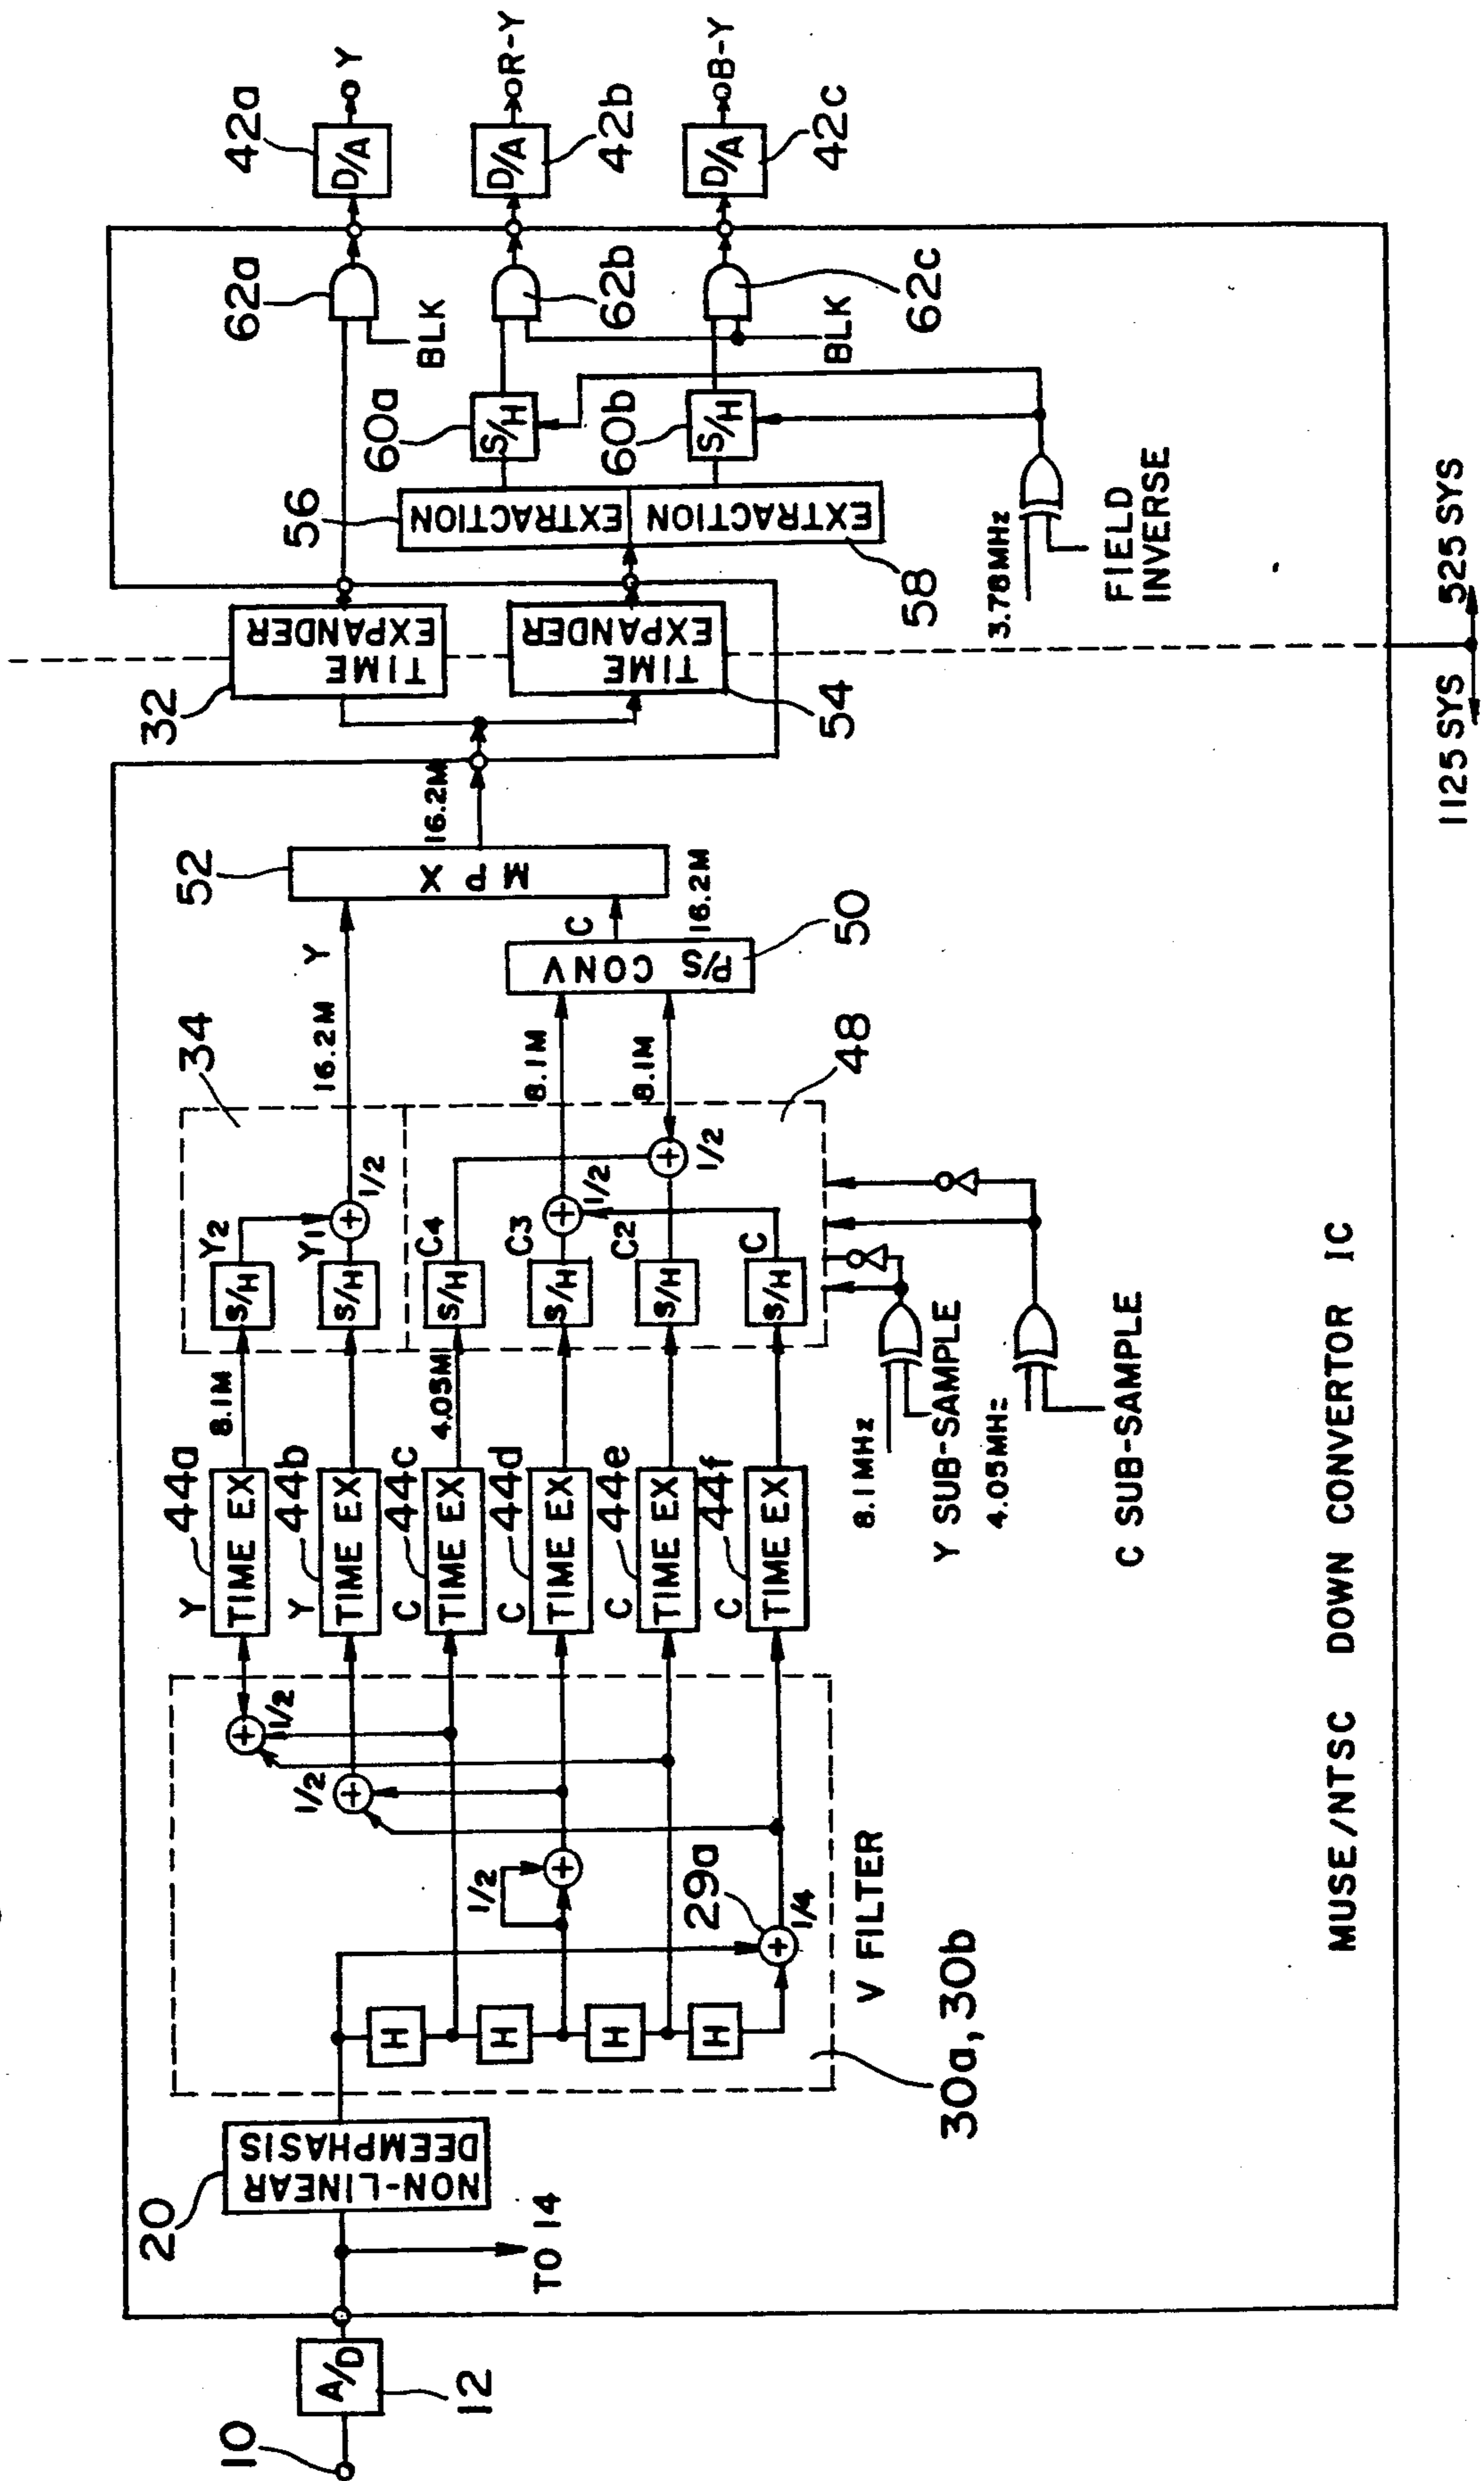 10
A/D
12
TO 14
20
NON-LINEAR
DEEMPHASIS
H
H
H
H
1/2
29a
1/4
1/2
1/2
V FILTER
30a, 30b
Y
44a
TIME EX
Y
44b
TIME EX
C
44c
TIME EX
C
44d
TIME EX
C
44e
TIME EX
C
44f
TIME EX
8.1M
4.05M
8.1MHz
Y SUB-SAMPLE
4.05MHz
C SUB-SAMPLE
34
S/H
Y2
S/H
Y1
1/2
S/H
C4
S/H
C3
1/2
S/H
C2
1/2
S/H
C
48
16.2M
Y
8.1M
8.1M
P/S
CONV
50
C
16.2M
52
MPX
16.2M
32
TIME
EXPANDER
TIME
EXPANDER
54
56
EXTRACTION
EXTRACTION
58
60a
S/H
60b
S/H
3.78MHz
FIELD
INVERSE
62a
BLK
62b
62c
BLK
42a
D/A
Y
D/A
42b
R-Y
D/A
42c
B-Y
1125 SYS
525 SYS
MUSE/NTSC DOWN CONVERTOR IC